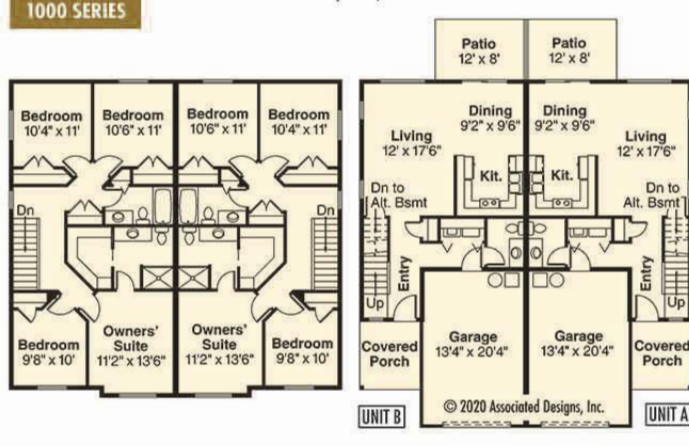 1000 SERIES
Patio
12' x 8'
Patio
12' x 8'
Bedroom
10'4" x 11'
Bedroom
10'6" x 11'
Bedroom
10'6" x 11'
Bedroom
10'4" x 11'
Dn
Dn
Owners'
Suite
11'2" x 13'6"
Owners'
Suite
11'2" x 13'6"
Bedroom
9'8" x 10'
Bedroom
9'8" x 10'
Living
12' x 17'6"
Dining
9'2" x 9'6"
Dining
9'2" x 9'6"
Living
12' x 17'6"
Kit.
Kit.
Dn to
Alt. Bsmt
Dn to
Alt. Bsmt
Entry
Entry
Up
Up
Garage
13'4" x 20'4"
Garage
13'4" x 20'4"
Covered
Porch
Covered
Porch
UNIT B
© 2020 Associated Designs, Inc.
UNIT A